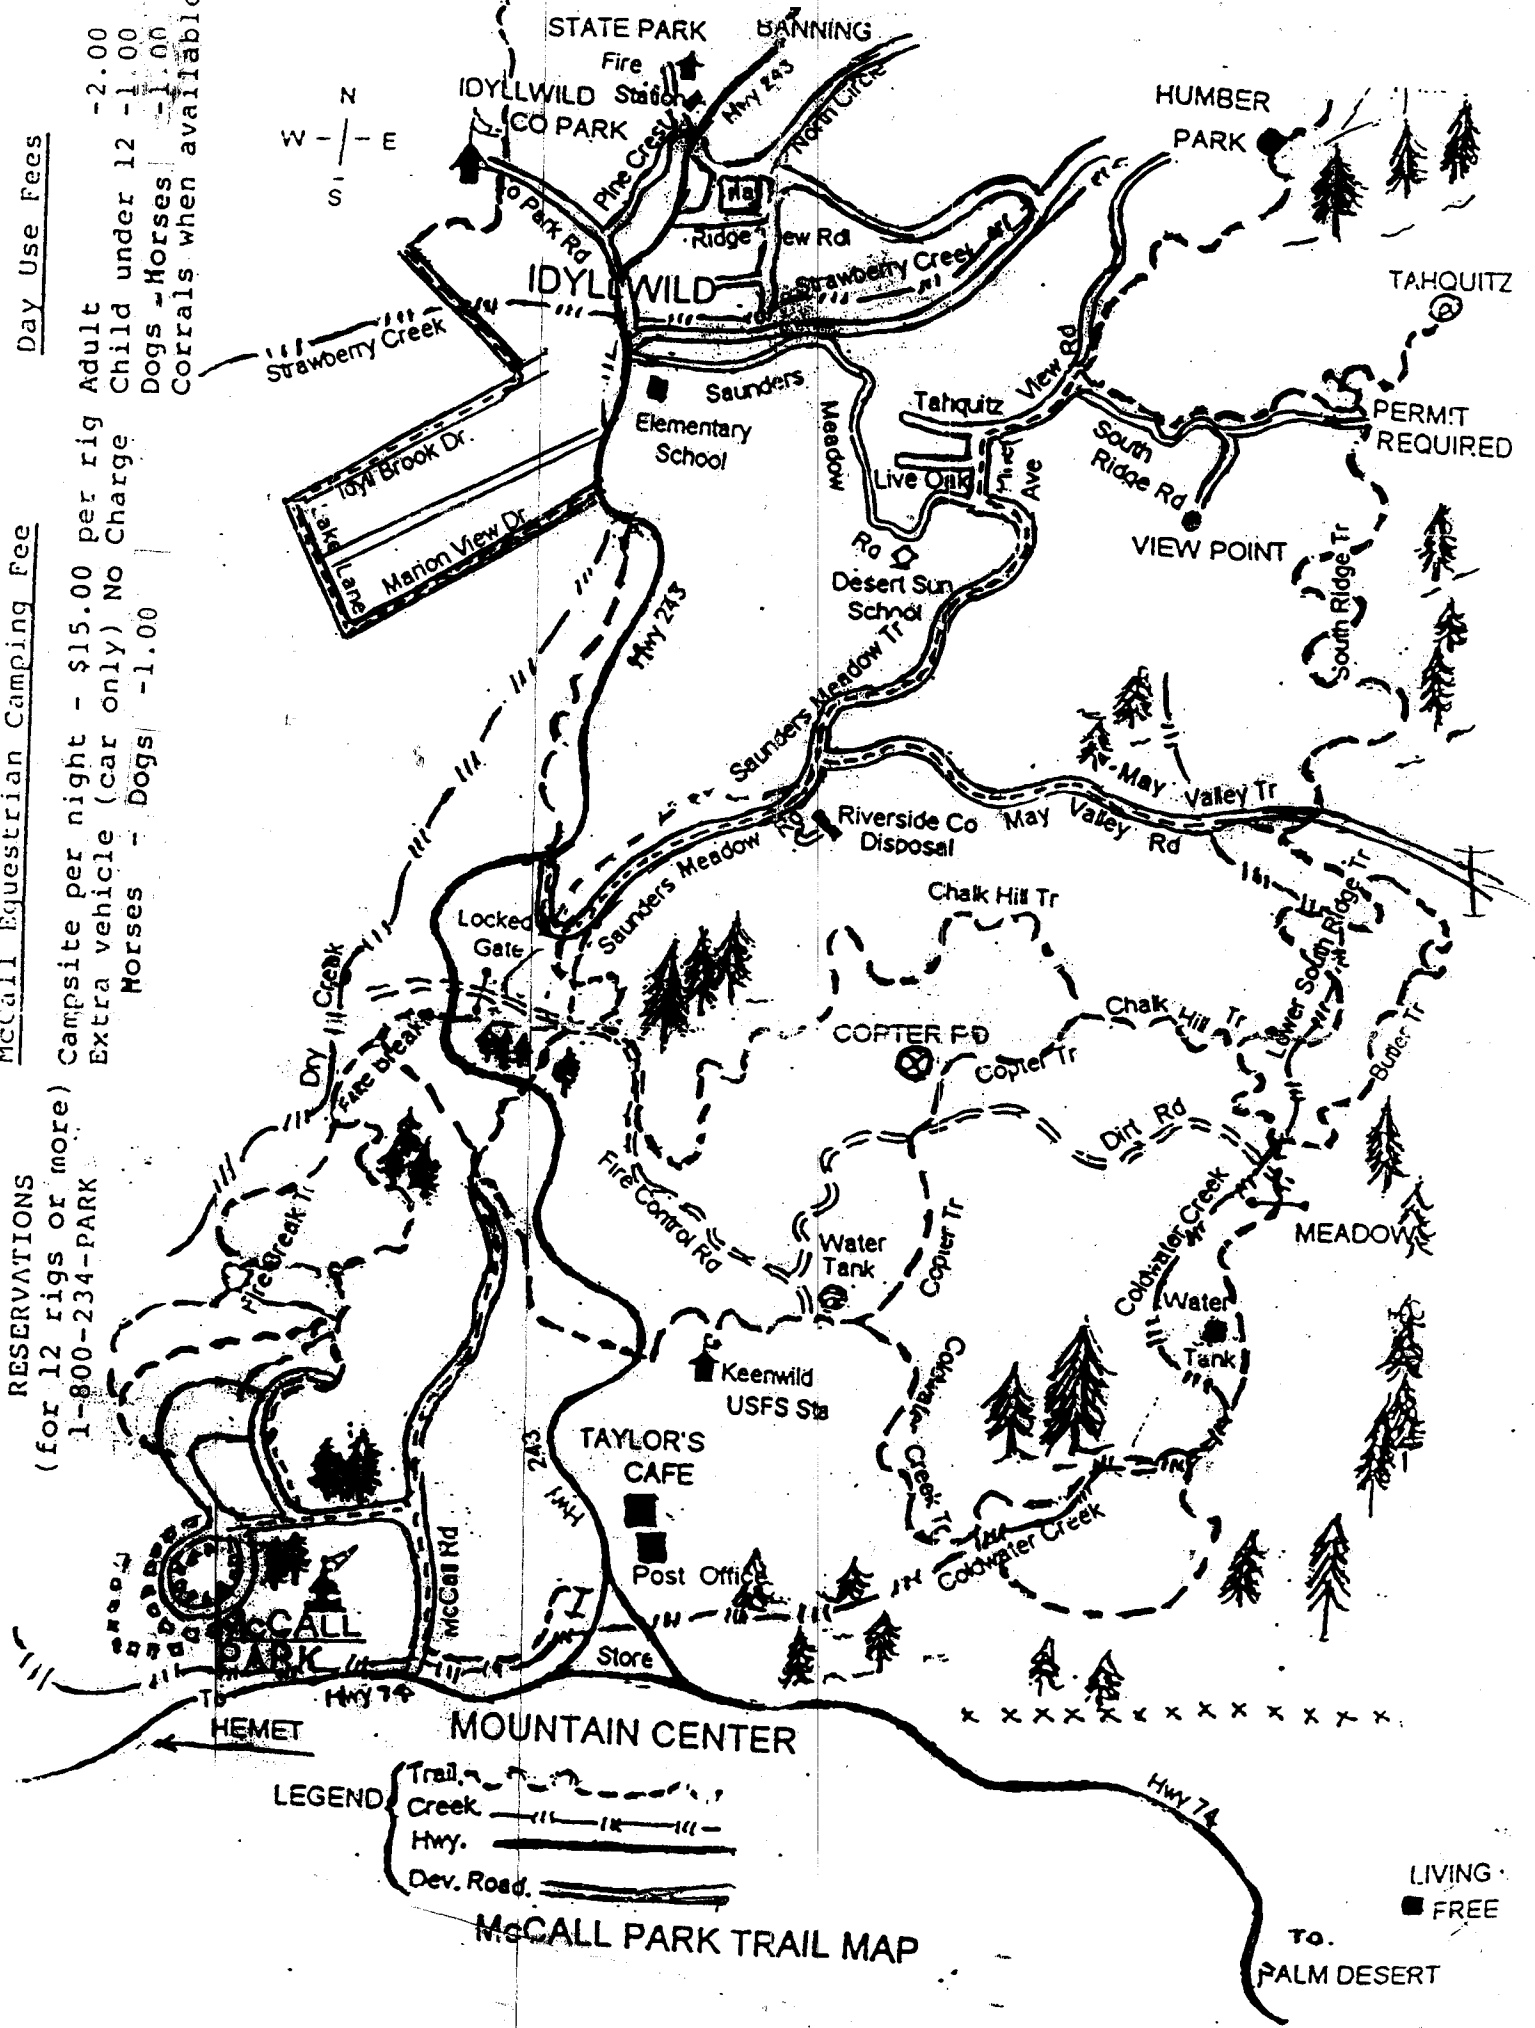 Day Use Fees
Adult -2.00
Child under 12 -1.00
Dogs - Horses -1.00
Corrals when available
McCall Equestrian Camping Fee
Campsite per night - $15.00 per rig
Extra vehicle (car only) No Charge
Horses - Dogs -1.00
RESERVATIONS
(for 12 rigs or more)
1-800-234-PARK
STATE PARK
BANNING
Fire
Station
IDYLLWILD
CO PARK
Hwy 243
North Circle
HUMBER
PARK
N
W E
S
Pine Crest
To Park Rd
Ridge View Rd
IDYLLWILD
Strawberry Creek
Strawberry Creek
TAHQUITZ
Saunders
Meadow
Rd
Elementary
School
Tahquitz
View Rd
Live Oak
Ave
South
Ridge Rd
PERMIT
REQUIRED
VIEW POINT
South Ridge Tr
Idyll Brook Dr.
Lake
Lane
Marion View Dr.
Desert Sun
School
Hwy 243
Saunders Meadow Tr
May Valley Tr
May Valley Rd
Riverside Co
Disposal
Saunders Meadow Rd
Locked
Gate
Chalk Hill Tr
Lower South Ridge Tr
Dry Creek
Fire Break
COPTER PD
Copter Tr
Chalk Hill Tr
Butler Tr
Dirt Rd
Fire Control Rd
Copter Tr
Coldwater Creek
MEADOW
Fire Break Tr
Water
Tank
Water
Tank
Keenwild
USFS Sta
Coldwater Creek Tr
TAYLOR'S
CAFE
Hwy 243
Post Office
Coldwater Creek
McCall Rd
McCALL
PARK
Store
To
HEMET
Hwy 74
MOUNTAIN CENTER
LEGEND
Trail.
Creek.
Hwy.
Dev. Road.
Hwy 74
LIVING
FREE
TO.
PALM DESERT
McCALL PARK TRAIL MAP